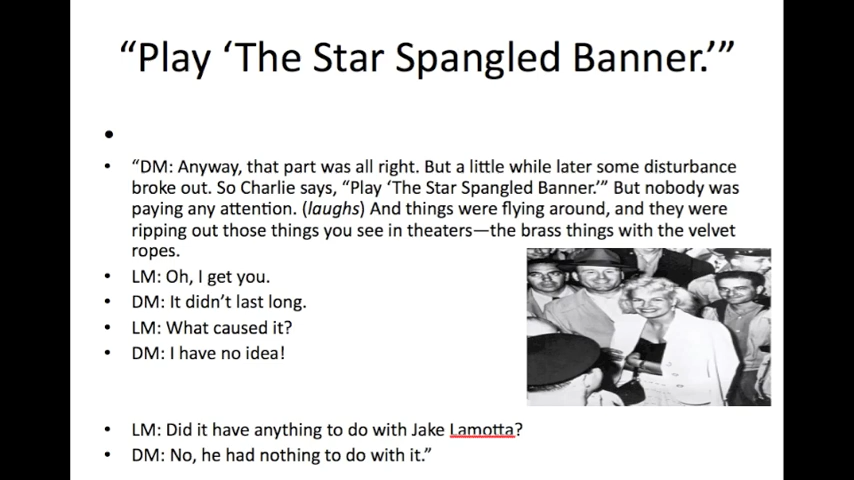 “Play ‘The Star Spangled Banner.’”
•
• “DM: Anyway, that part was all right. But a little while later some disturbance
broke out. So Charlie says, “Play ‘The Star Spangled Banner.’” But nobody was
paying any attention. (laughs) And things were flying around, and they were
ripping out those things you see in theaters—the brass things with the velvet
ropes.
• LM: Oh, I get you.
• DM: It didn’t last long.
• LM: What caused it?
• DM: I have no idea!
• LM: Did it have anything to do with Jake Lamotta?
• DM: No, he had nothing to do with it.”